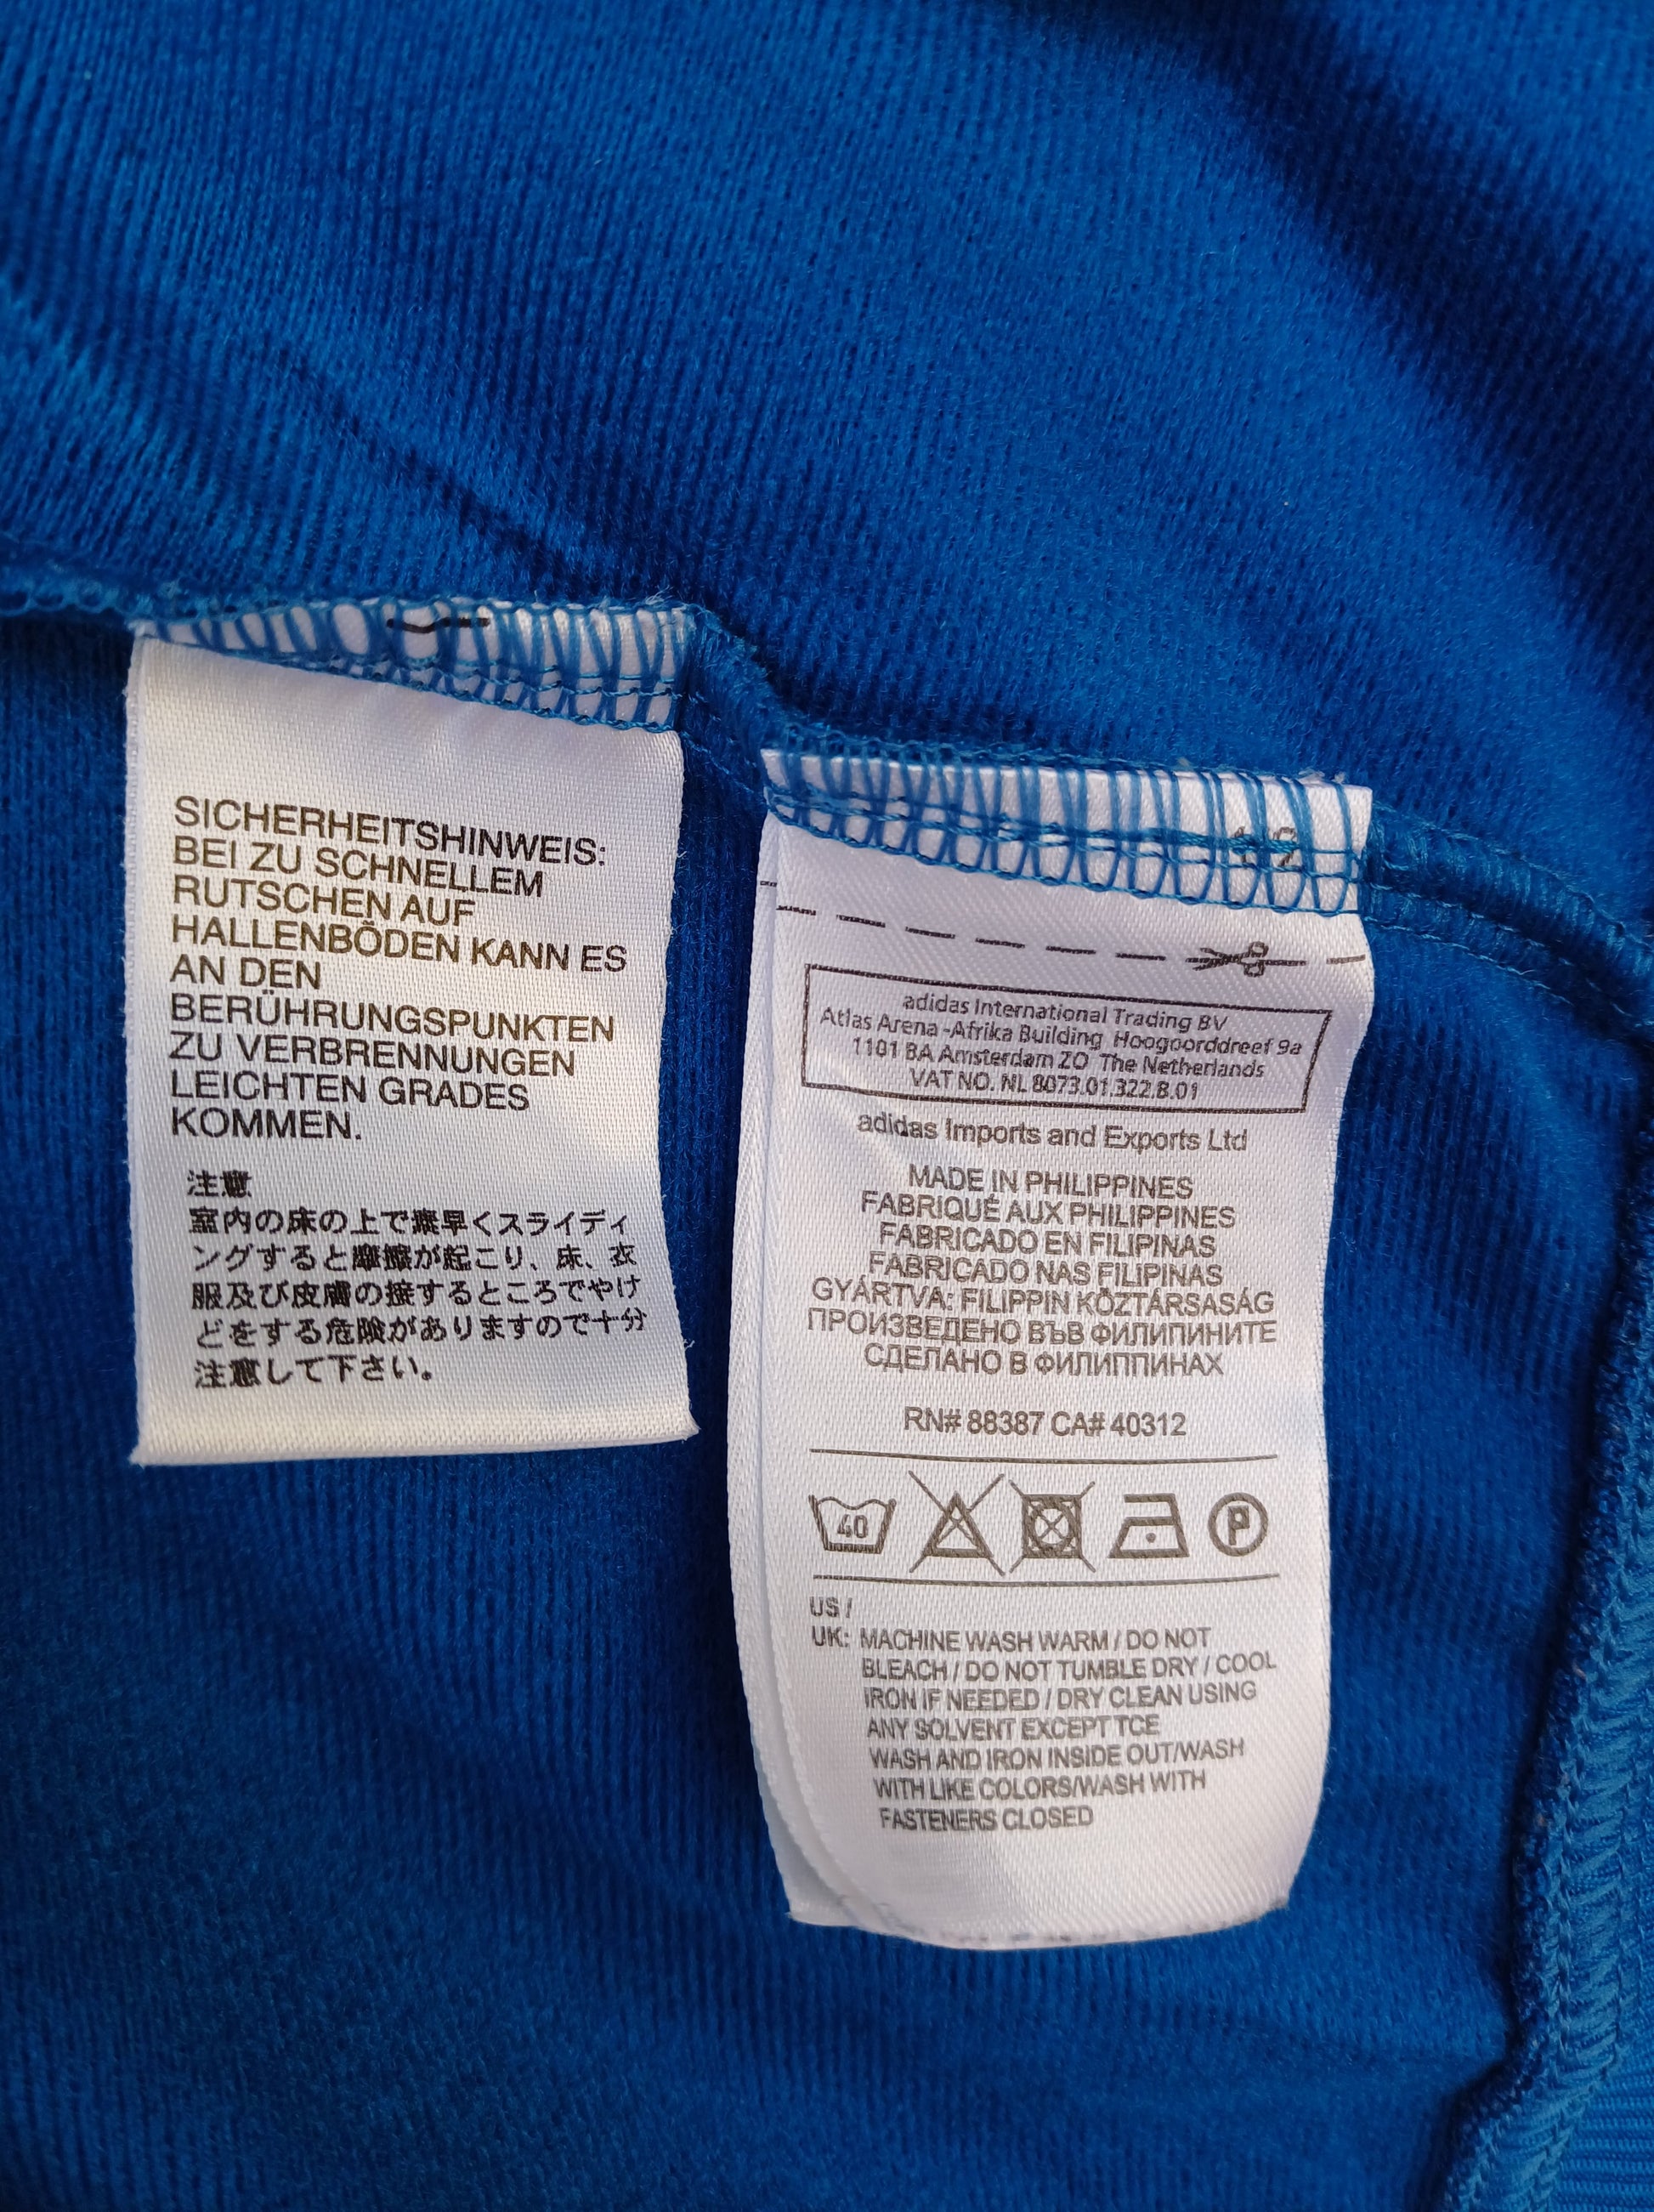 SICHERHEITSHINWEIS:
BEI ZU SCHNELLEM
RUTSCHEN AUF
HALLENBÖDEN KANN ES
AN DEN
BERÜHRUNGSPUNKTEN
ZU VERBRENNUNGEN
LEICHTEN GRADES
KOMMEN.
注意
室内の床の上で素早くスライディ
ングすると摩擦が起こり、床、衣
服及び皮膚の接するところでやけ
どをする危険がありますので十分
注意して下さい。
adidas International Trading BV
Atlas Arena -Afrika Building Hoogoorddreef 9a
1101 BA Amsterdam ZO The Netherlands
VAT NO. NL 8073.01.322.B.01
adidas Imports and Exports Ltd
MADE IN PHILIPPINES
FABRIQUÉ AUX PHILIPPINES
FABRICADO EN FILIPINAS
FABRICADO NAS FILIPINAS
GYÁRTVA: FILIPPIN KÖZTÁRSASÁG
ПРОИЗВЕДЕНО ВЪВ ФИЛИПИНИТЕ
СДЕЛАНО В ФИЛИППИНАХ
RN# 88387 CA# 40312
40 P
US /
UK: MACHINE WASH WARM / DO NOT
BLEACH / DO NOT TUMBLE DRY / COOL
IRON IF NEEDED / DRY CLEAN USING
ANY SOLVENT EXCEPT TCE
WASH AND IRON INSIDE OUT/WASH
WITH LIKE COLORS/WASH WITH
FASTENERS CLOSED